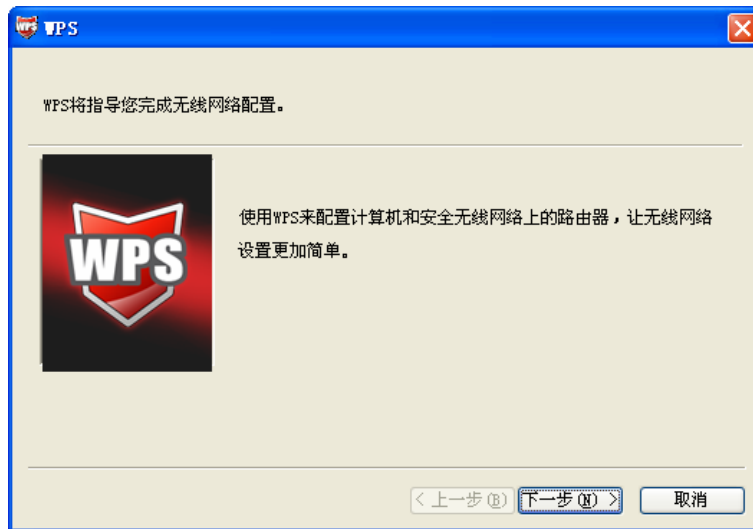 WPS
WPS将指导您完成无线网络配置。
WPS
使用WPS来配置计算机和安全无线网络上的路由器，让无线网络
设置更加简单。
< 上一步(B) 下一步(N) > 取消